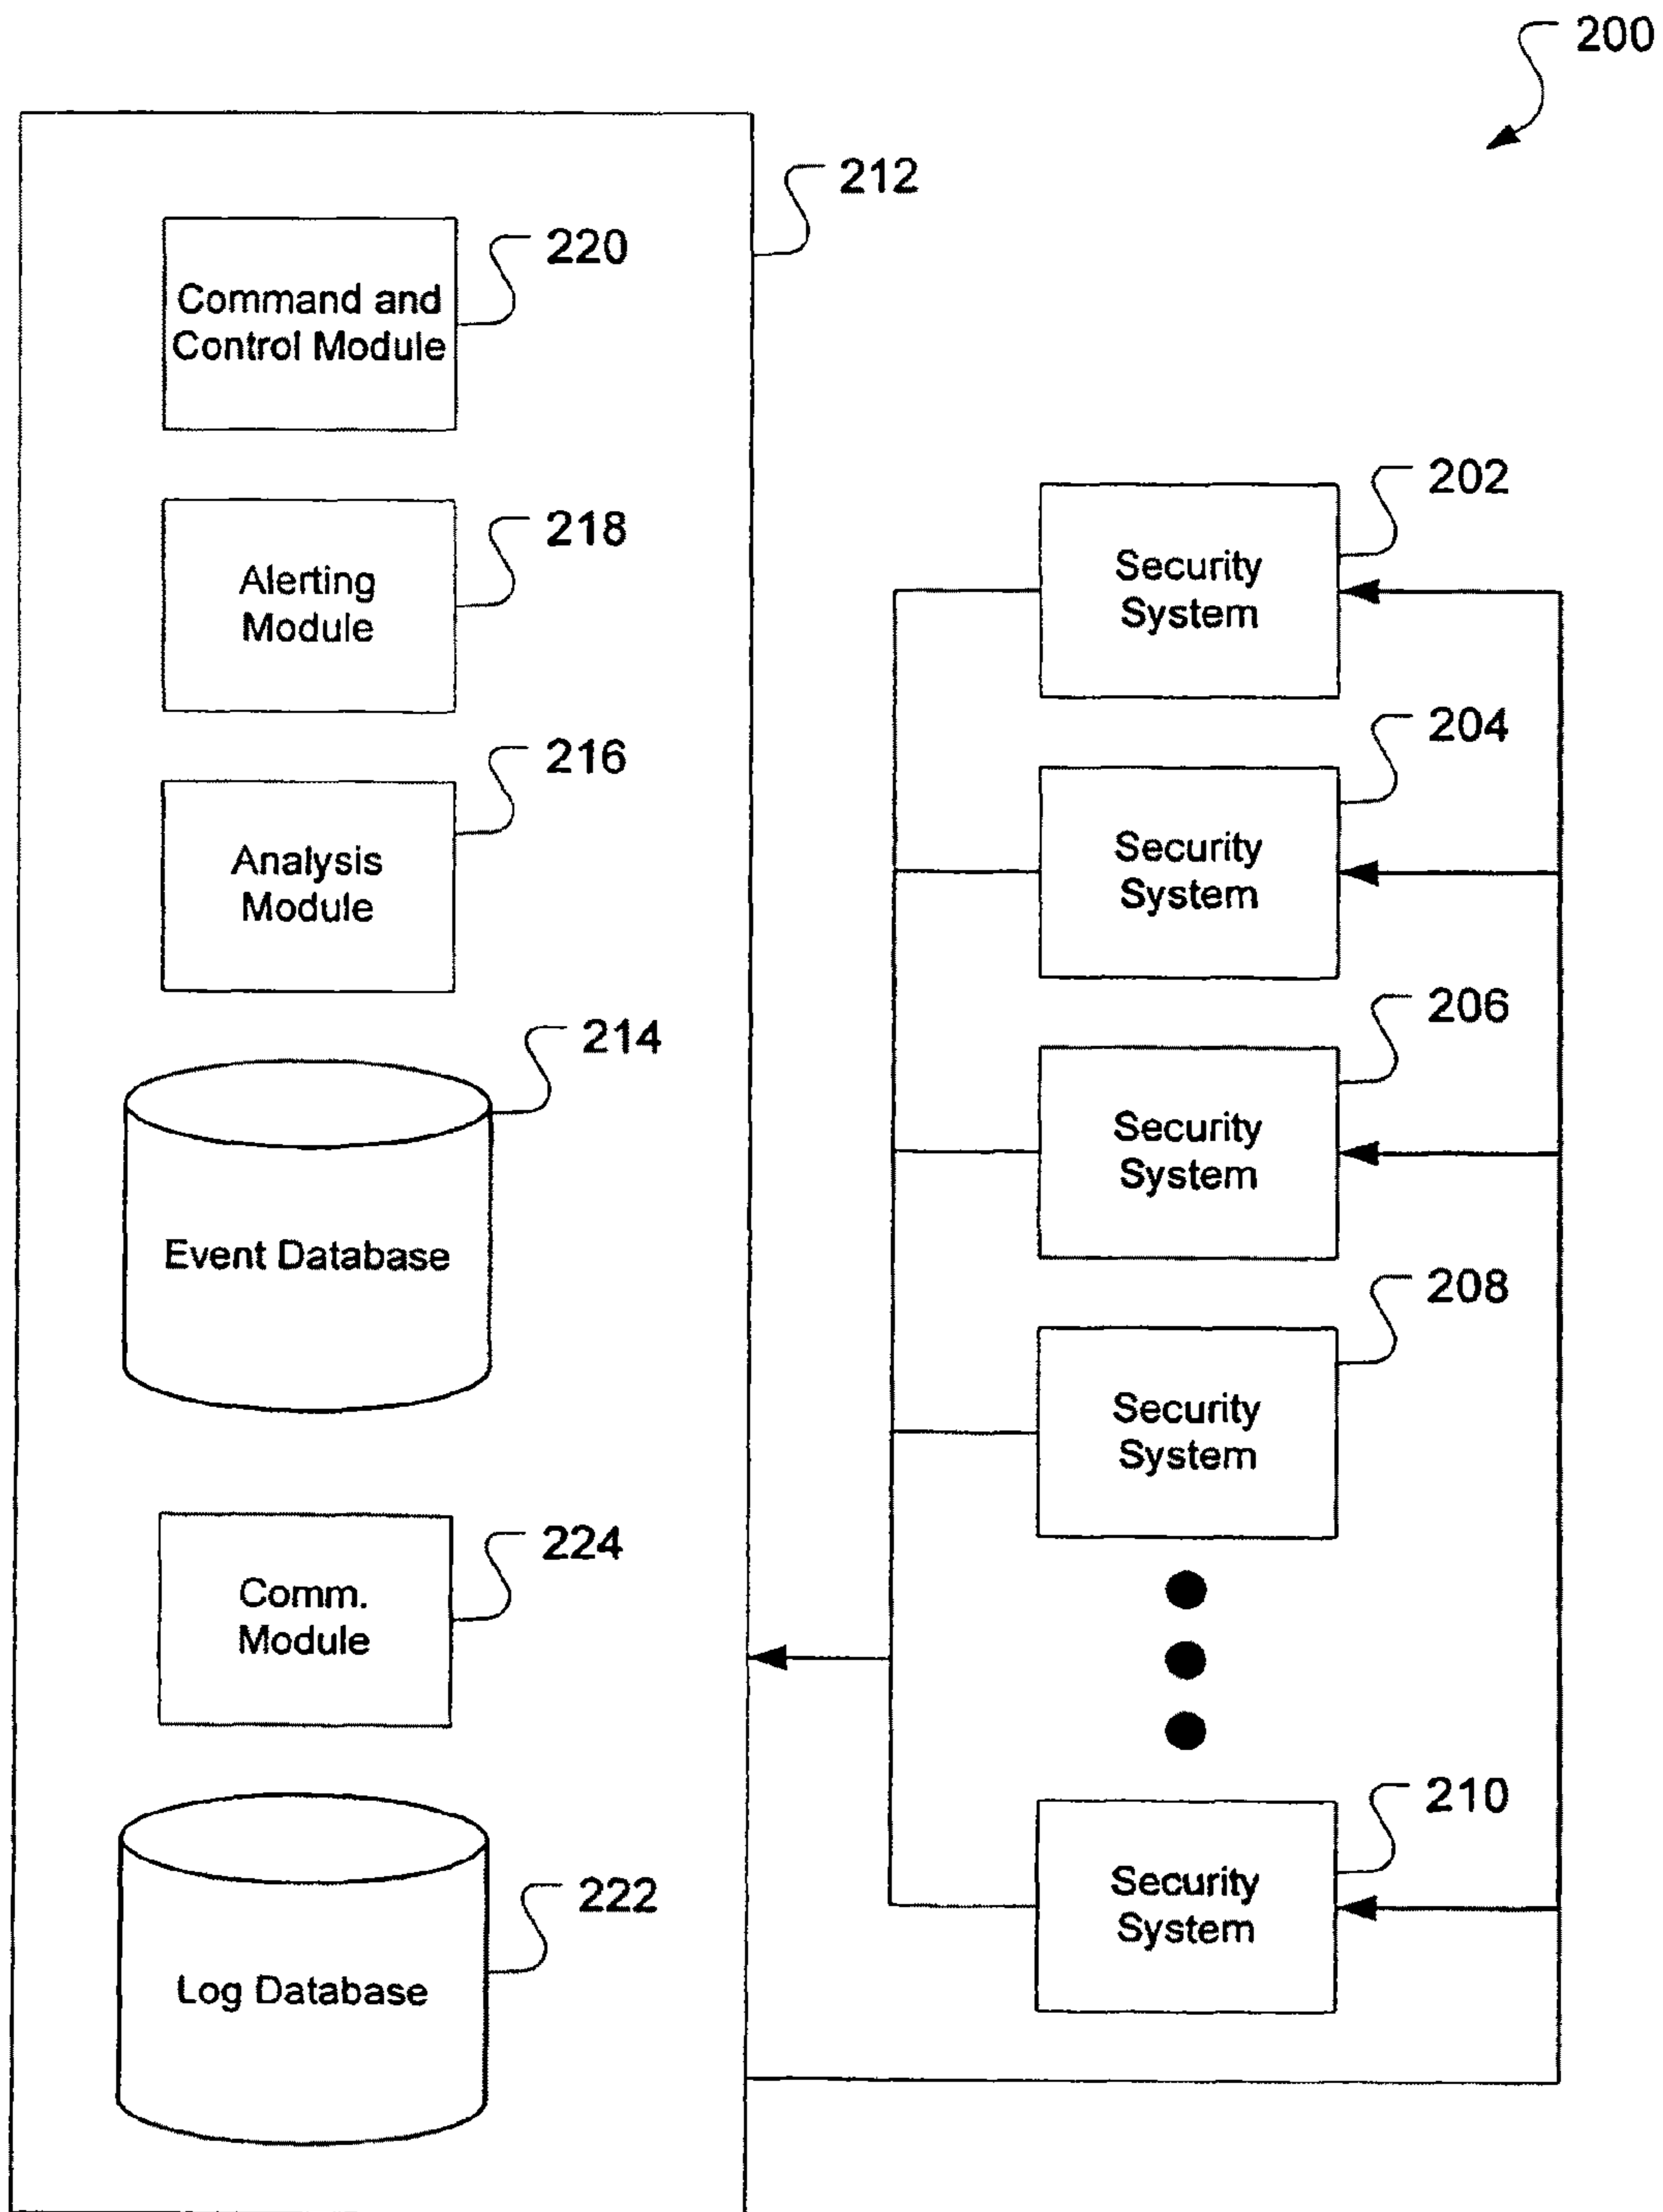 200
212
220
Command and
Control Module
218
Alerting
Module
216
Analysis
Module
214
Event Database
224
Comm.
Module
222
Log Database
202
Security
System
204
Security
System
206
Security
System
208
Security
System
210
Security
System